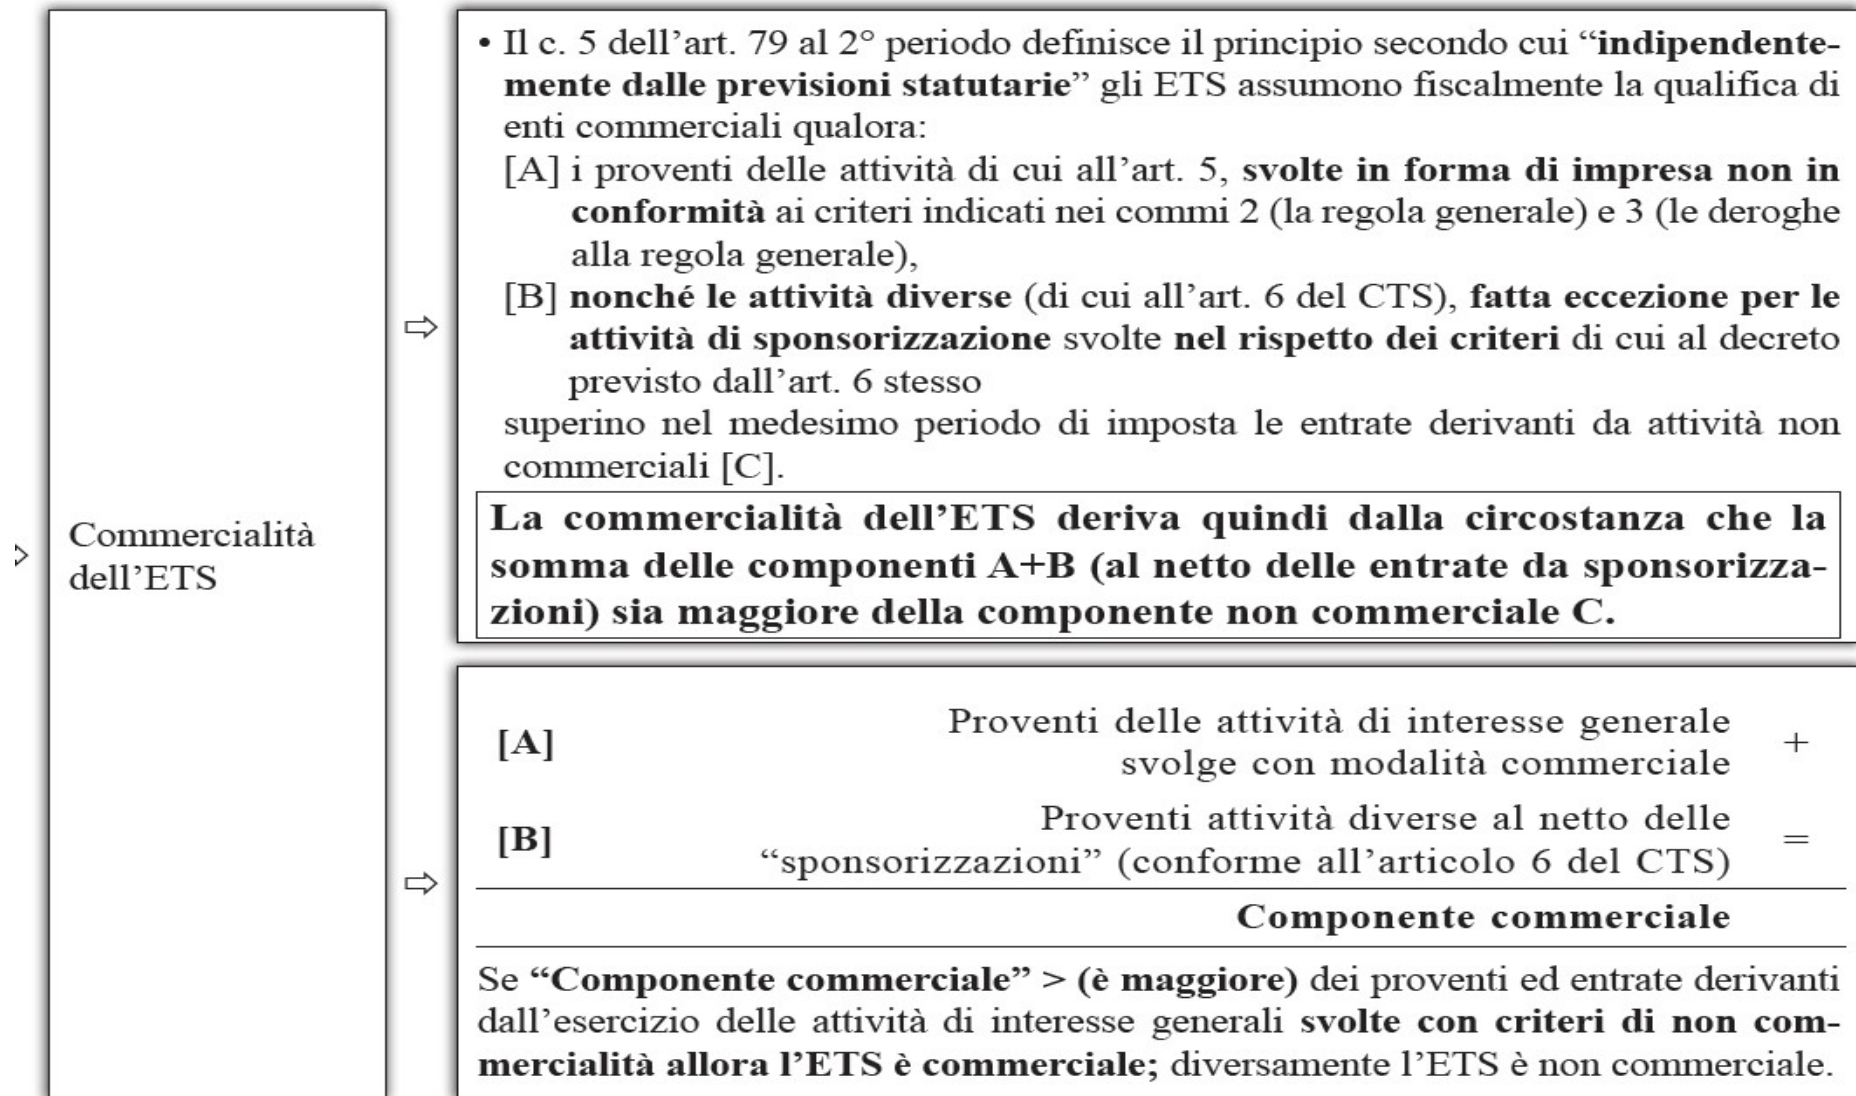 Commercialità
dell’ETS
• Il c. 5 dell’art. 79 al 2° periodo definisce il principio secondo cui “indipendente-
mente dalle previsioni statutarie” gli ETS assumono fiscalmente la qualifica di
enti commerciali qualora:
[A] i proventi delle attività di cui all’art. 5, svolte in forma di impresa non in
conformità ai criteri indicati nei commi 2 (la regola generale) e 3 (le deroghe
alla regola generale),
[B] nonché le attività diverse (di cui all’art. 6 del CTS), fatta eccezione per le
attività di sponsorizzazione svolte nel rispetto dei criteri di cui al decreto
previsto dall’art. 6 stesso
superino nel medesimo periodo di imposta le entrate derivanti da attività non
commerciali [C].
La commercialità dell’ETS deriva quindi dalla circostanza che la
somma delle componenti A+B (al netto delle entrate da sponsorizza-
zioni) sia maggiore della componente non commerciale C.
[A] Proventi delle attività di interesse generale
svolge con modalità commerciale +
[B] Proventi attività diverse al netto delle
“sponsorizzazioni” (conforme all’articolo 6 del CTS) =
Componente commerciale
Se “Componente commerciale” > (è maggiore) dei proventi ed entrate derivanti
dall’esercizio delle attività di interesse generali svolte con criteri di non com-
mercialità allora l’ETS è commerciale; diversamente l’ETS è non commerciale.